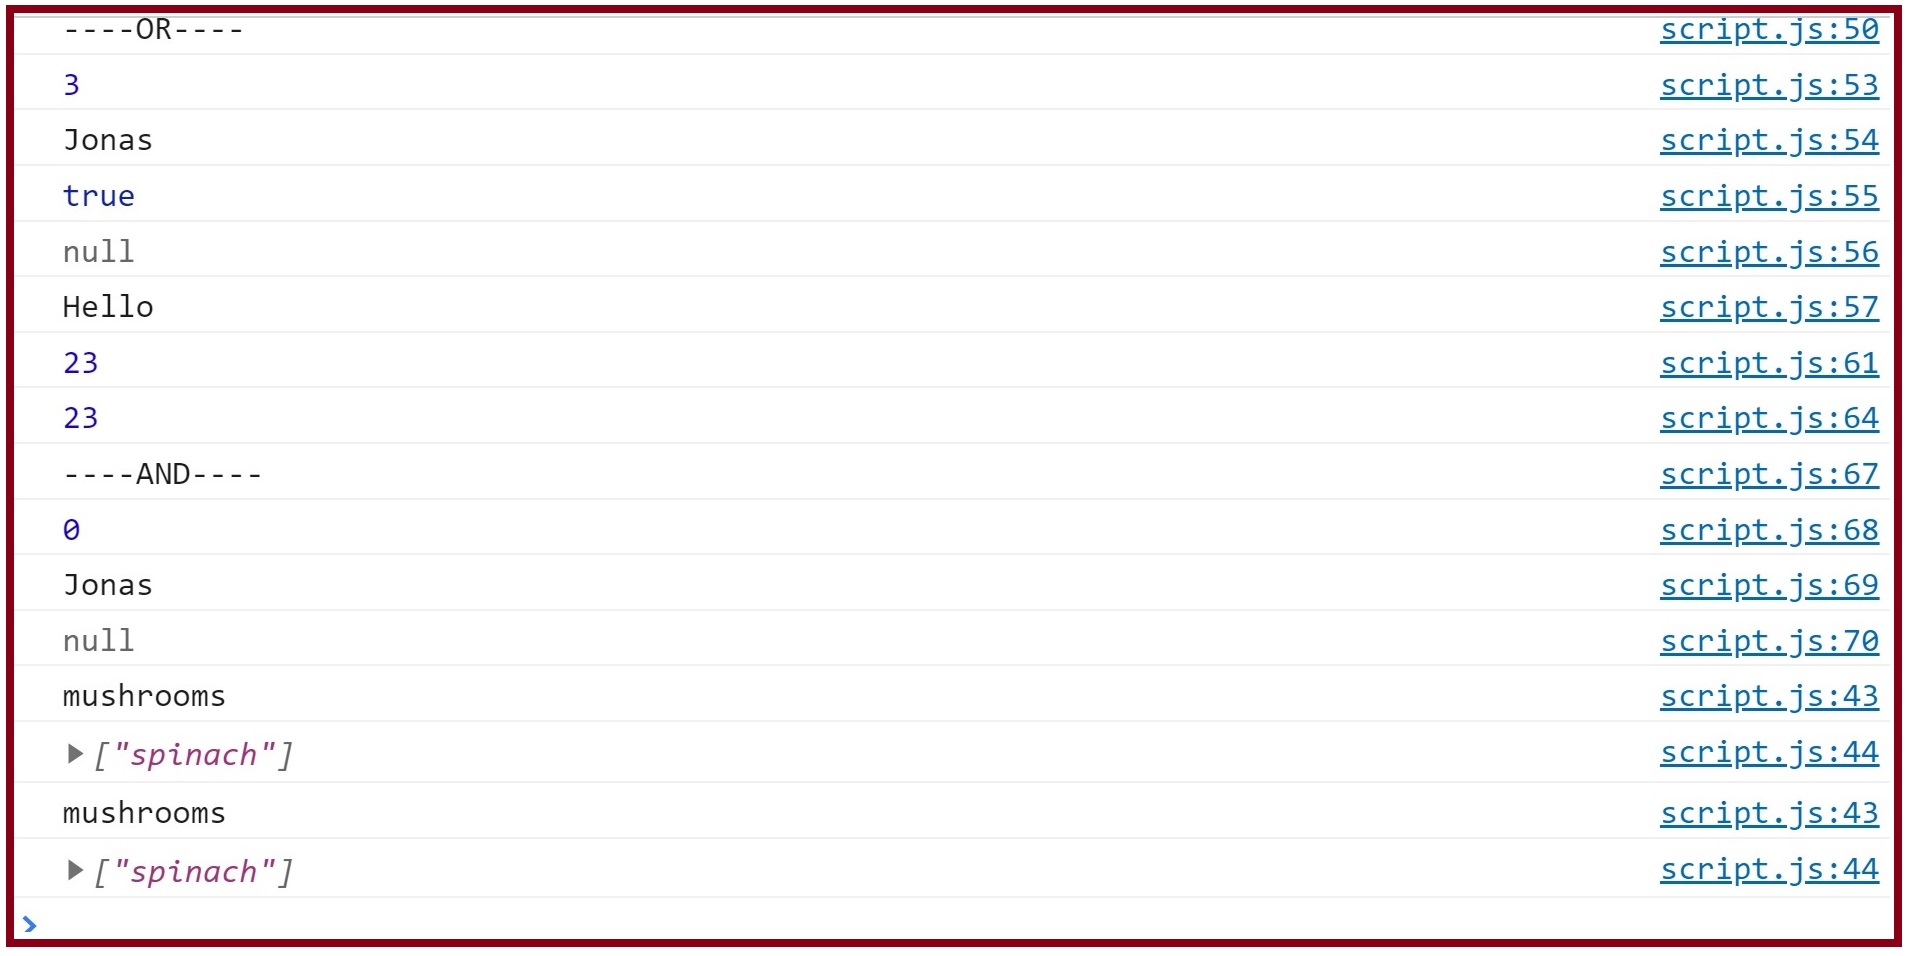 ----OR---- script.js:50
3 script.js:53
Jonas script.js:54
true script.js:55
null script.js:56
Hello script.js:57
23 script.js:61
23 script.js:64
----AND---- script.js:67
0 script.js:68
Jonas script.js:69
null script.js:70
mushrooms script.js:43
▶ ["spinach"] script.js:44
mushrooms script.js:43
▶ ["spinach"] script.js:44